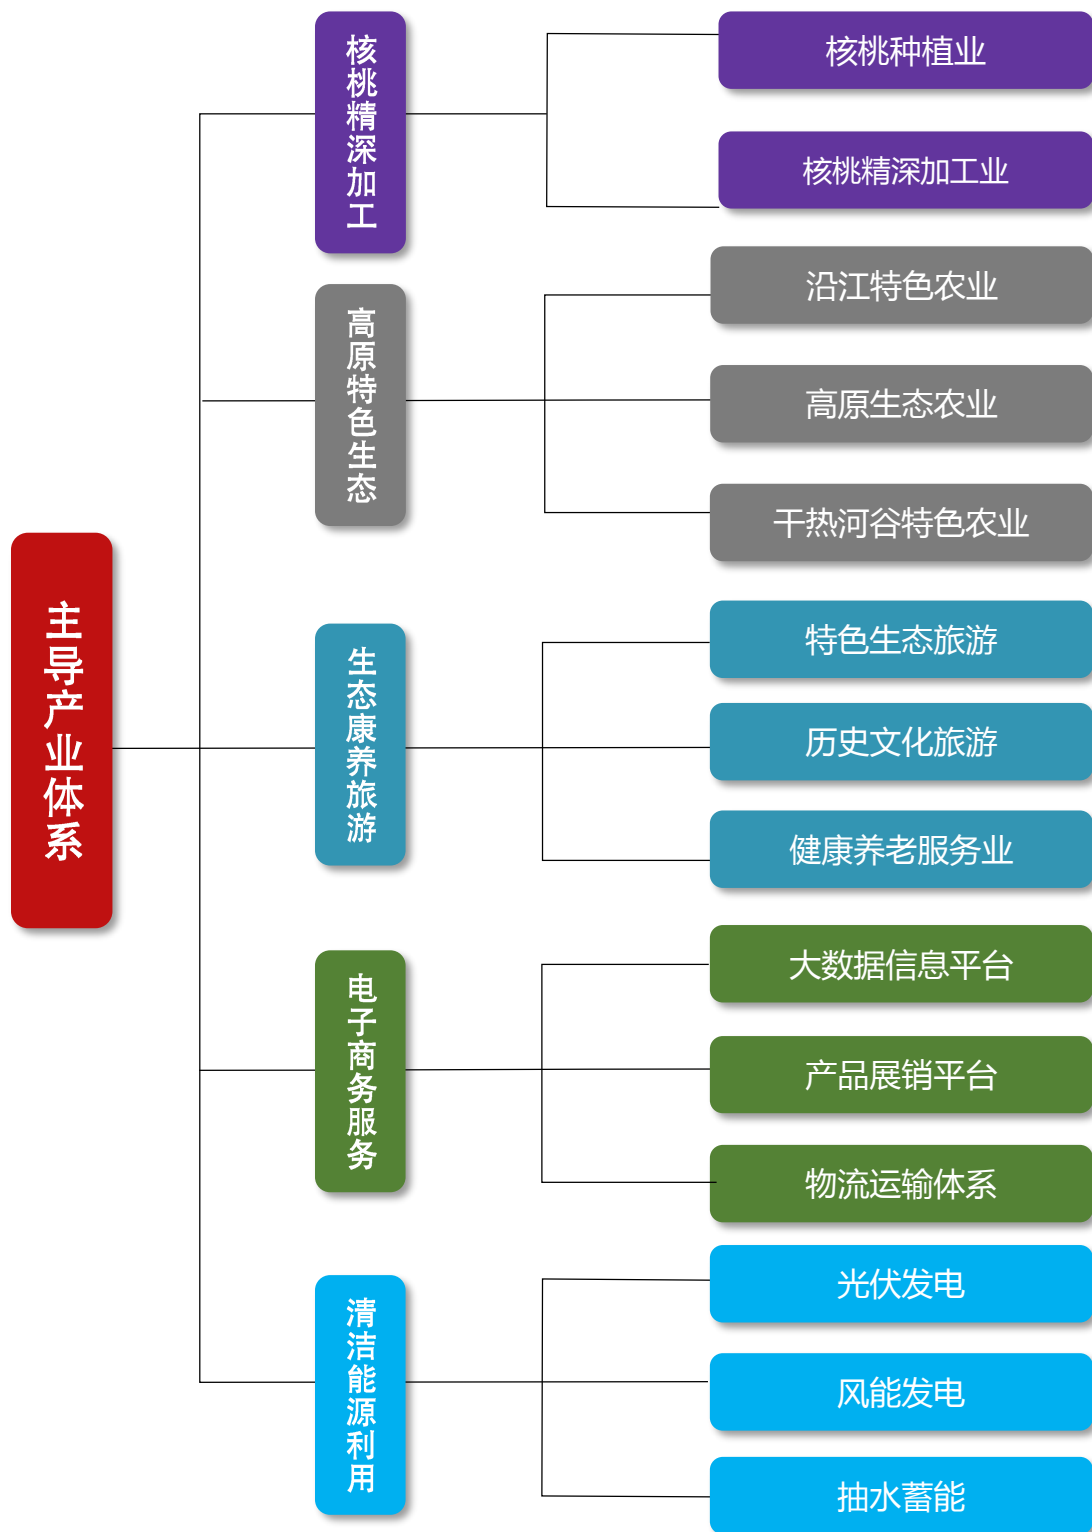 主导产业体系
核桃精深加工
核桃种植业
核桃精深加工业
高原特色生态
沿江特色农业
高原生态农业
干热河谷特色农业
生态康养旅游
特色生态旅游
历史文化旅游
健康养老服务业
电子商务服务
大数据信息平台
产品展销平台
物流运输体系
清洁能源利用
光伏发电
风能发电
抽水蓄能